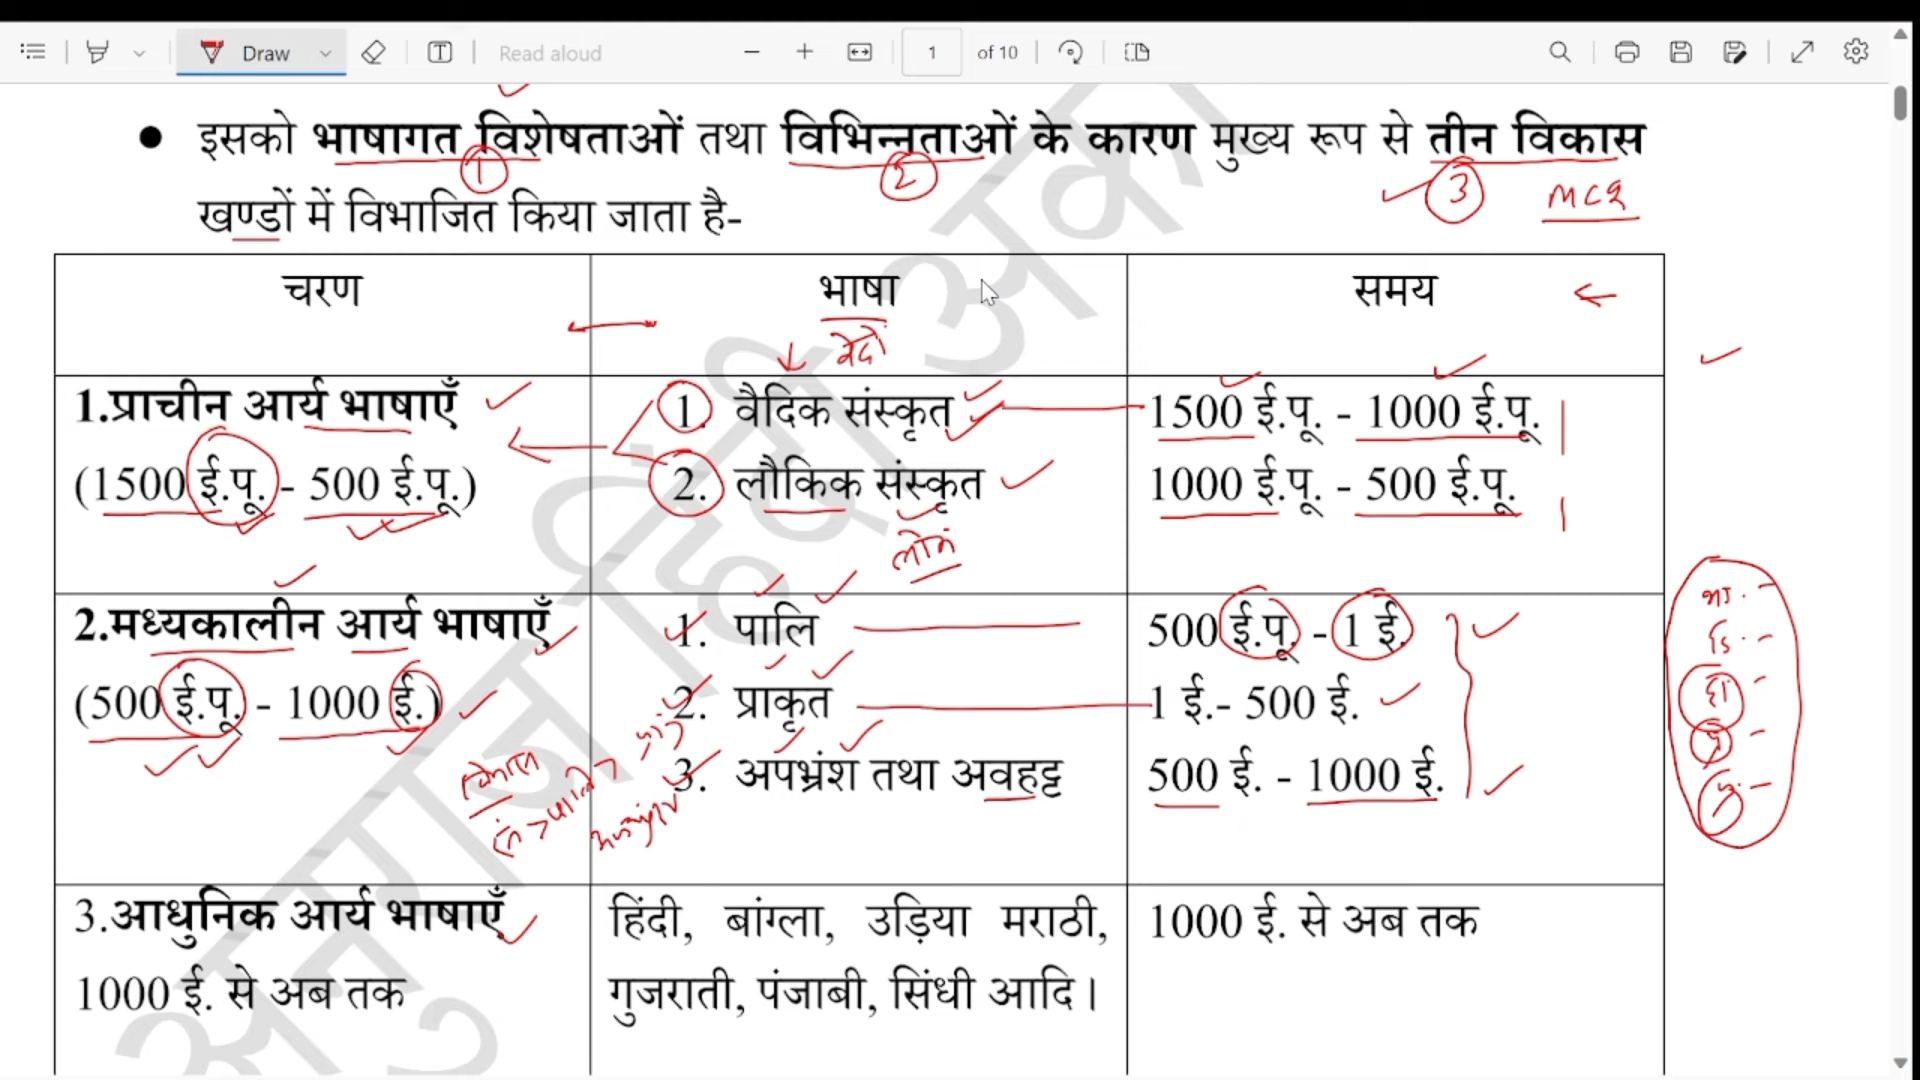 Draw
Read aloud
1 of 10
● इसको भाषागत विशेषताओं तथा विभिन्नताओं के कारण मुख्य रूप से तीन विकास
1 2 3 MCQ
खण्डों में विभाजित किया जाता है-
चरण भाषा समय
वेदों
1.प्राचीन आर्य भाषाएँ 1. वैदिक संस्कृत 1500 ई.पू. - 1000 ई.पू.
(1500 ई.पू. - 500 ई.पू.) 2. लौकिक संस्कृत 1000 ई.पू. - 500 ई.पू.
2.मध्यकालीन आर्य भाषाएँ 1. पालि 500 ई.पू. - 1 ई.
(500 ई.पू. - 1000 ई.) 2. प्राकृत 1 ई.- 500 ई.
3. अपभ्रंश तथा अवहट्ट 500 ई. - 1000 ई.
3.आधुनिक आर्य भाषाएँ हिंदी, बांग्ला, उड़िया मराठी, 1000 ई. से अब तक
1000 ई. से अब तक गुजराती, पंजाबी, सिंधी आदि।